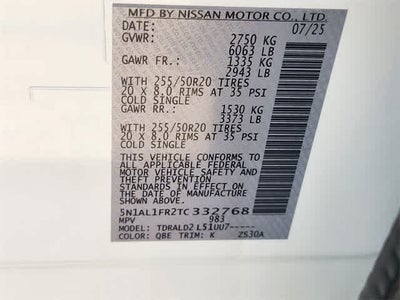 MFD BY NISSAN MOTOR CO., LTD.
DATE: 07/25
GVWR: 2750 KG
6063 LB
GAWR FR.: 1335 KG
2943 LB
WITH 255/50R20 TIRES
20 X 8.0 RIMS AT 35 PSI
COLD SINGLE
GAWR RR.: 1530 KG
3373 LB
WITH 255/50R20 TIRES
20 X 8.0 RIMS AT 35 PSI
COLD SINGLE
THIS VEHICLE CONFORMS TO
ALL APPLICABLE FEDERAL
MOTOR VEHICLE SAFETY AND
THEFT PREVENTION
STANDARDS IN EFFECT ON
THE DATE OF MANUFACTURE
SHOWN ABOVE.
5N1AL1FR2TC332768
MPV 983
MODEL: TDRALD2 L51UU7-----
COLOR: QBE TRIM: K ZS30A